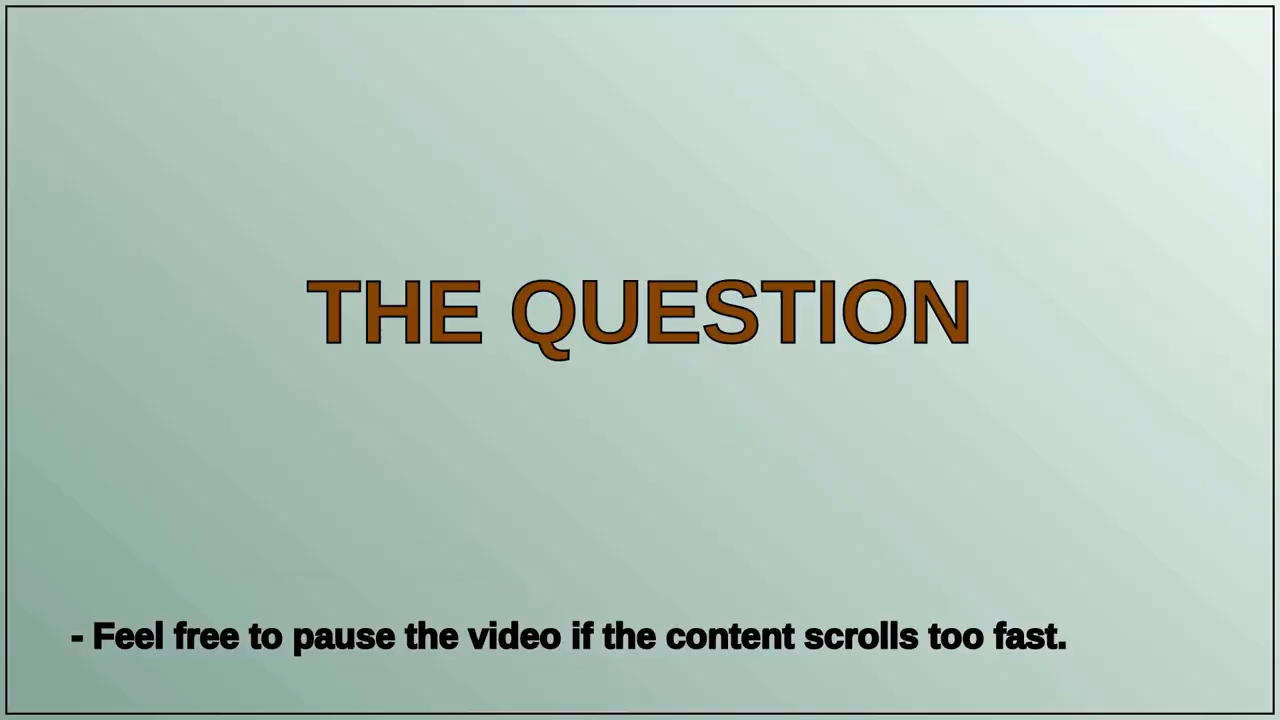 THE QUESTION
- Feel free to pause the video if the content scrolls too fast.